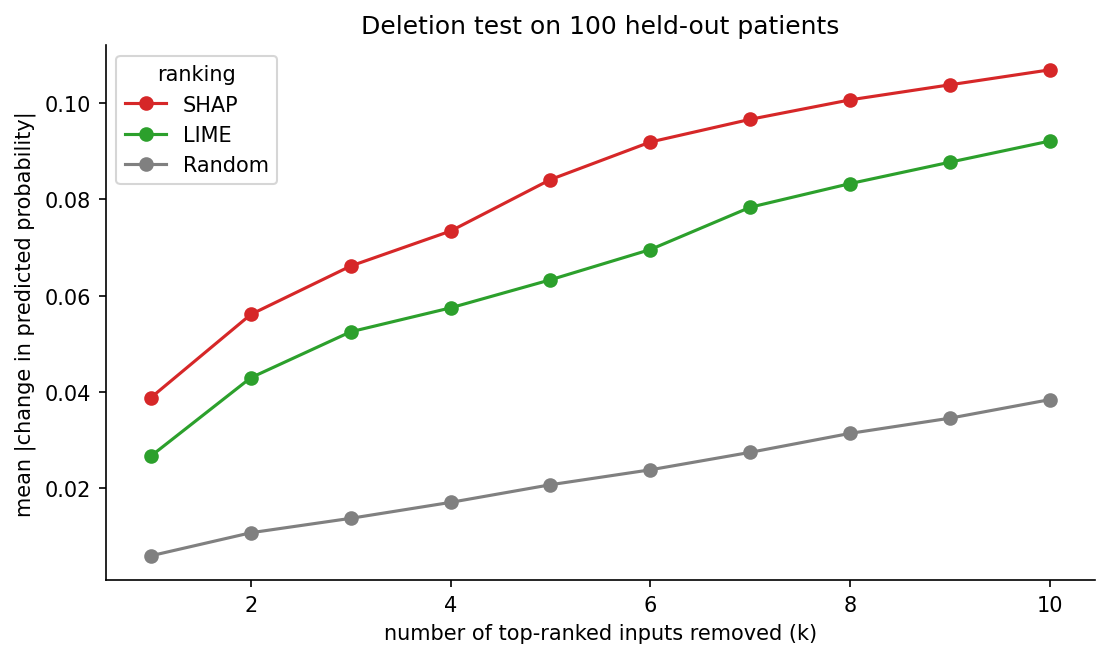 Deletion test on 100 held-out patients
ranking
SHAP
LIME
Random
mean |change in predicted probability|
0.10
0.08
0.06
0.04
0.02
2 4 6 8 10
number of top-ranked inputs removed (k)